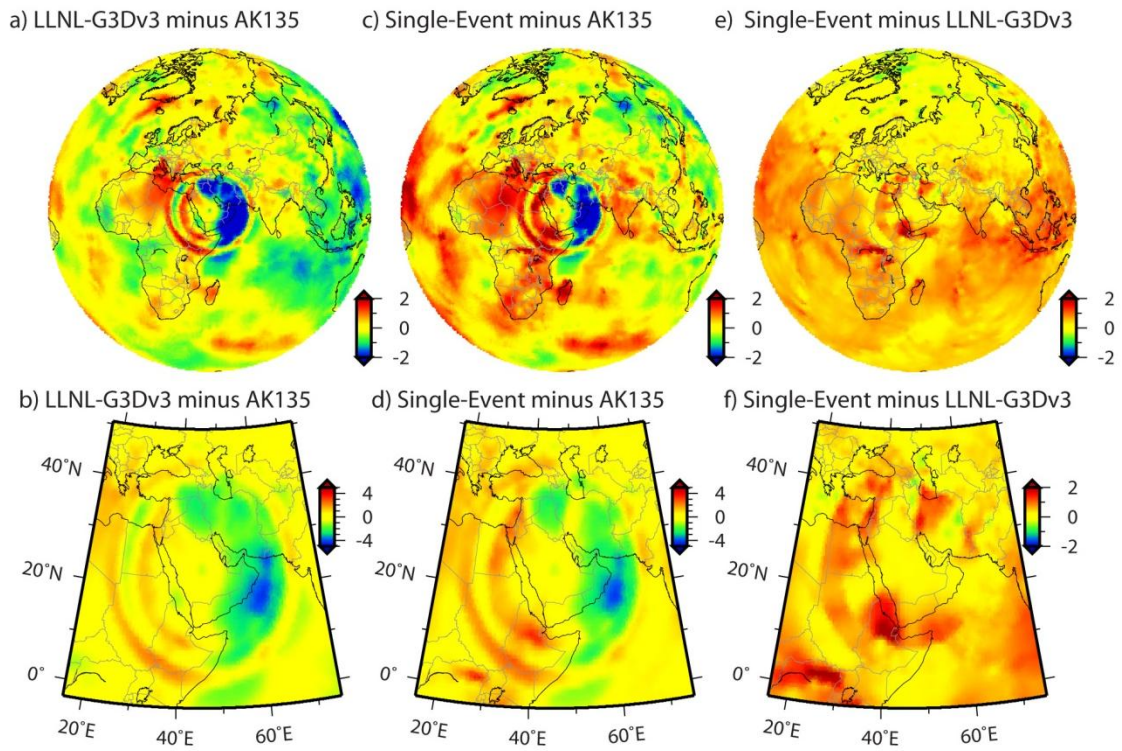 a) LLNL-G3Dv3 minus AK135
c) Single-Event minus AK135
e) Single-Event minus LLNL-G3Dv3
2
0
-2
2
0
-2
2
0
-2
b) LLNL-G3Dv3 minus AK135
d) Single-Event minus AK135
f) Single-Event minus LLNL-G3Dv3
40˚N
20˚N
0˚
20˚E
40˚E
60˚E
4
0
-4
40˚N
20˚N
0˚
20˚E
40˚E
60˚E
4
0
-4
40˚N
20˚N
0˚
20˚E
40˚E
60˚E
2
0
-2